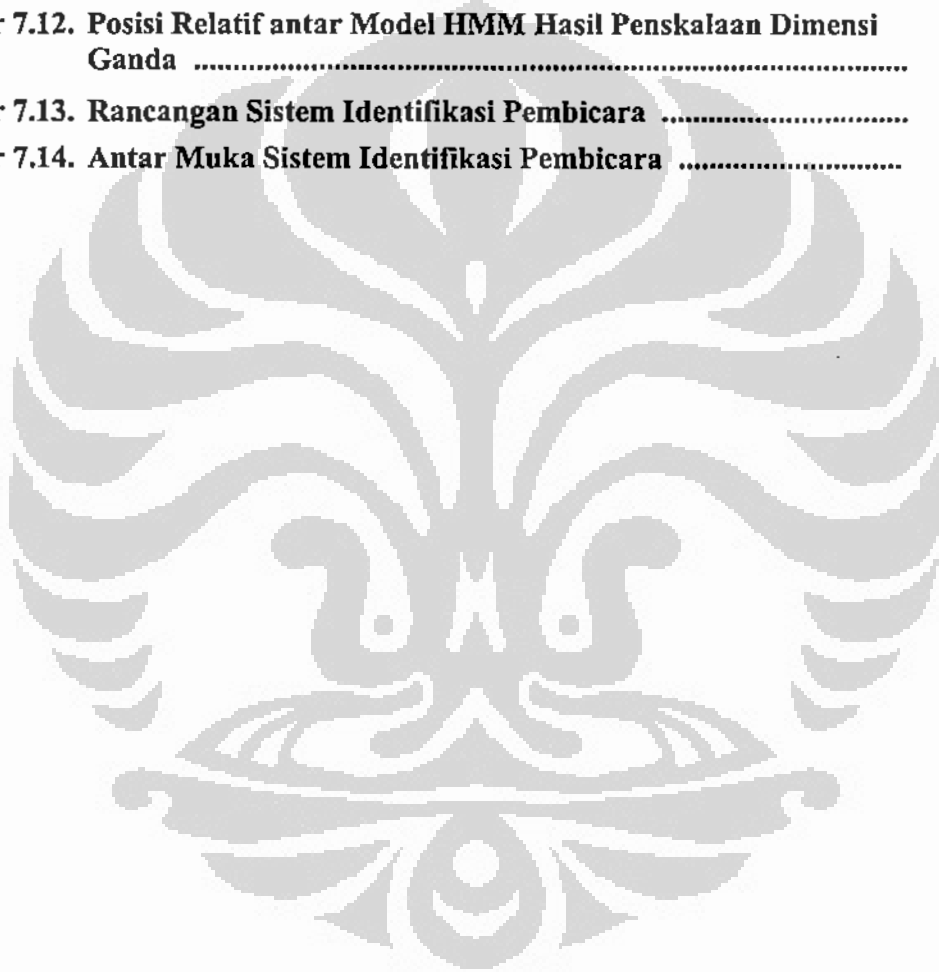 r 7.12. Posisi Relatif antar Model HMM Hasil Penskalaan Dimensi
Ganda ................................................................................
r 7.13. Rancangan Sistem Identifikasi Pembicara ..............................
r 7.14. Antar Muka Sistem Identifikasi Pembicara ...........................